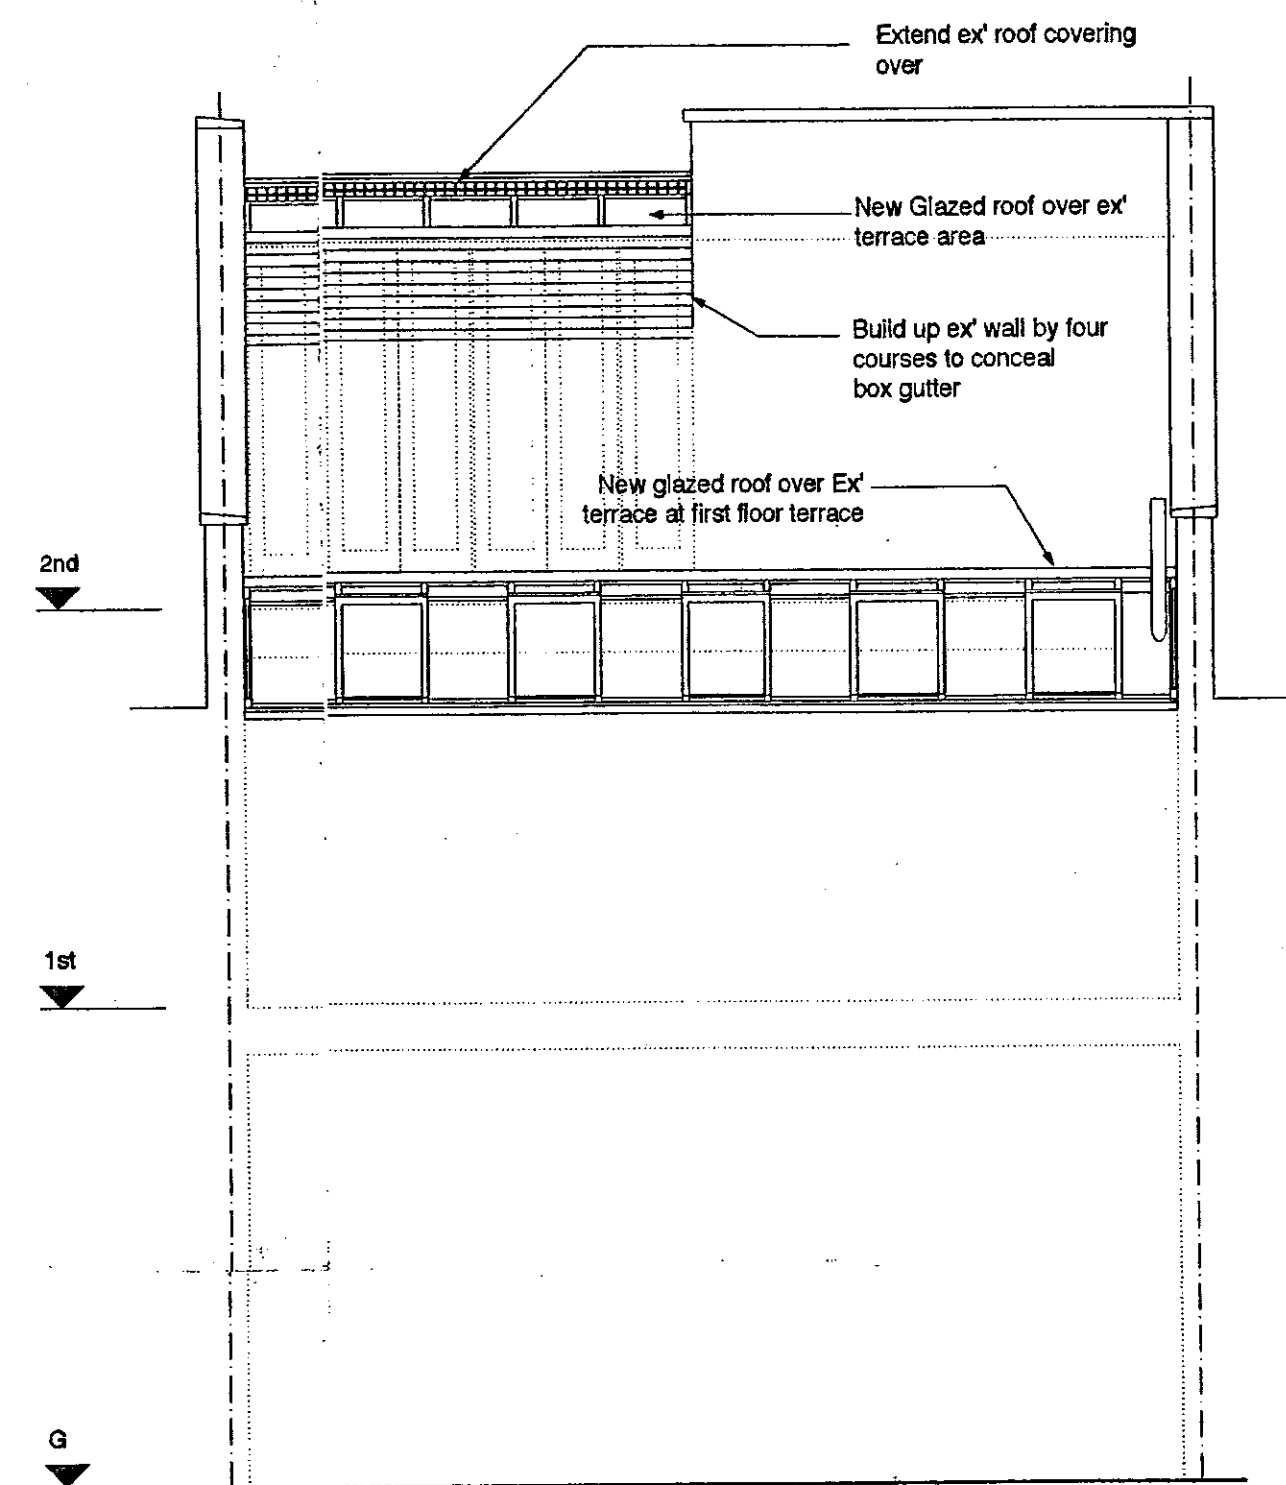 Extend ex' roof covering
over
New Glazed roof over ex'
terrace area
Build up ex' wall by four
courses to conceal
box gutter
New glazed roof over Ex'
terrace at first floor terrace
2nd
1st
G